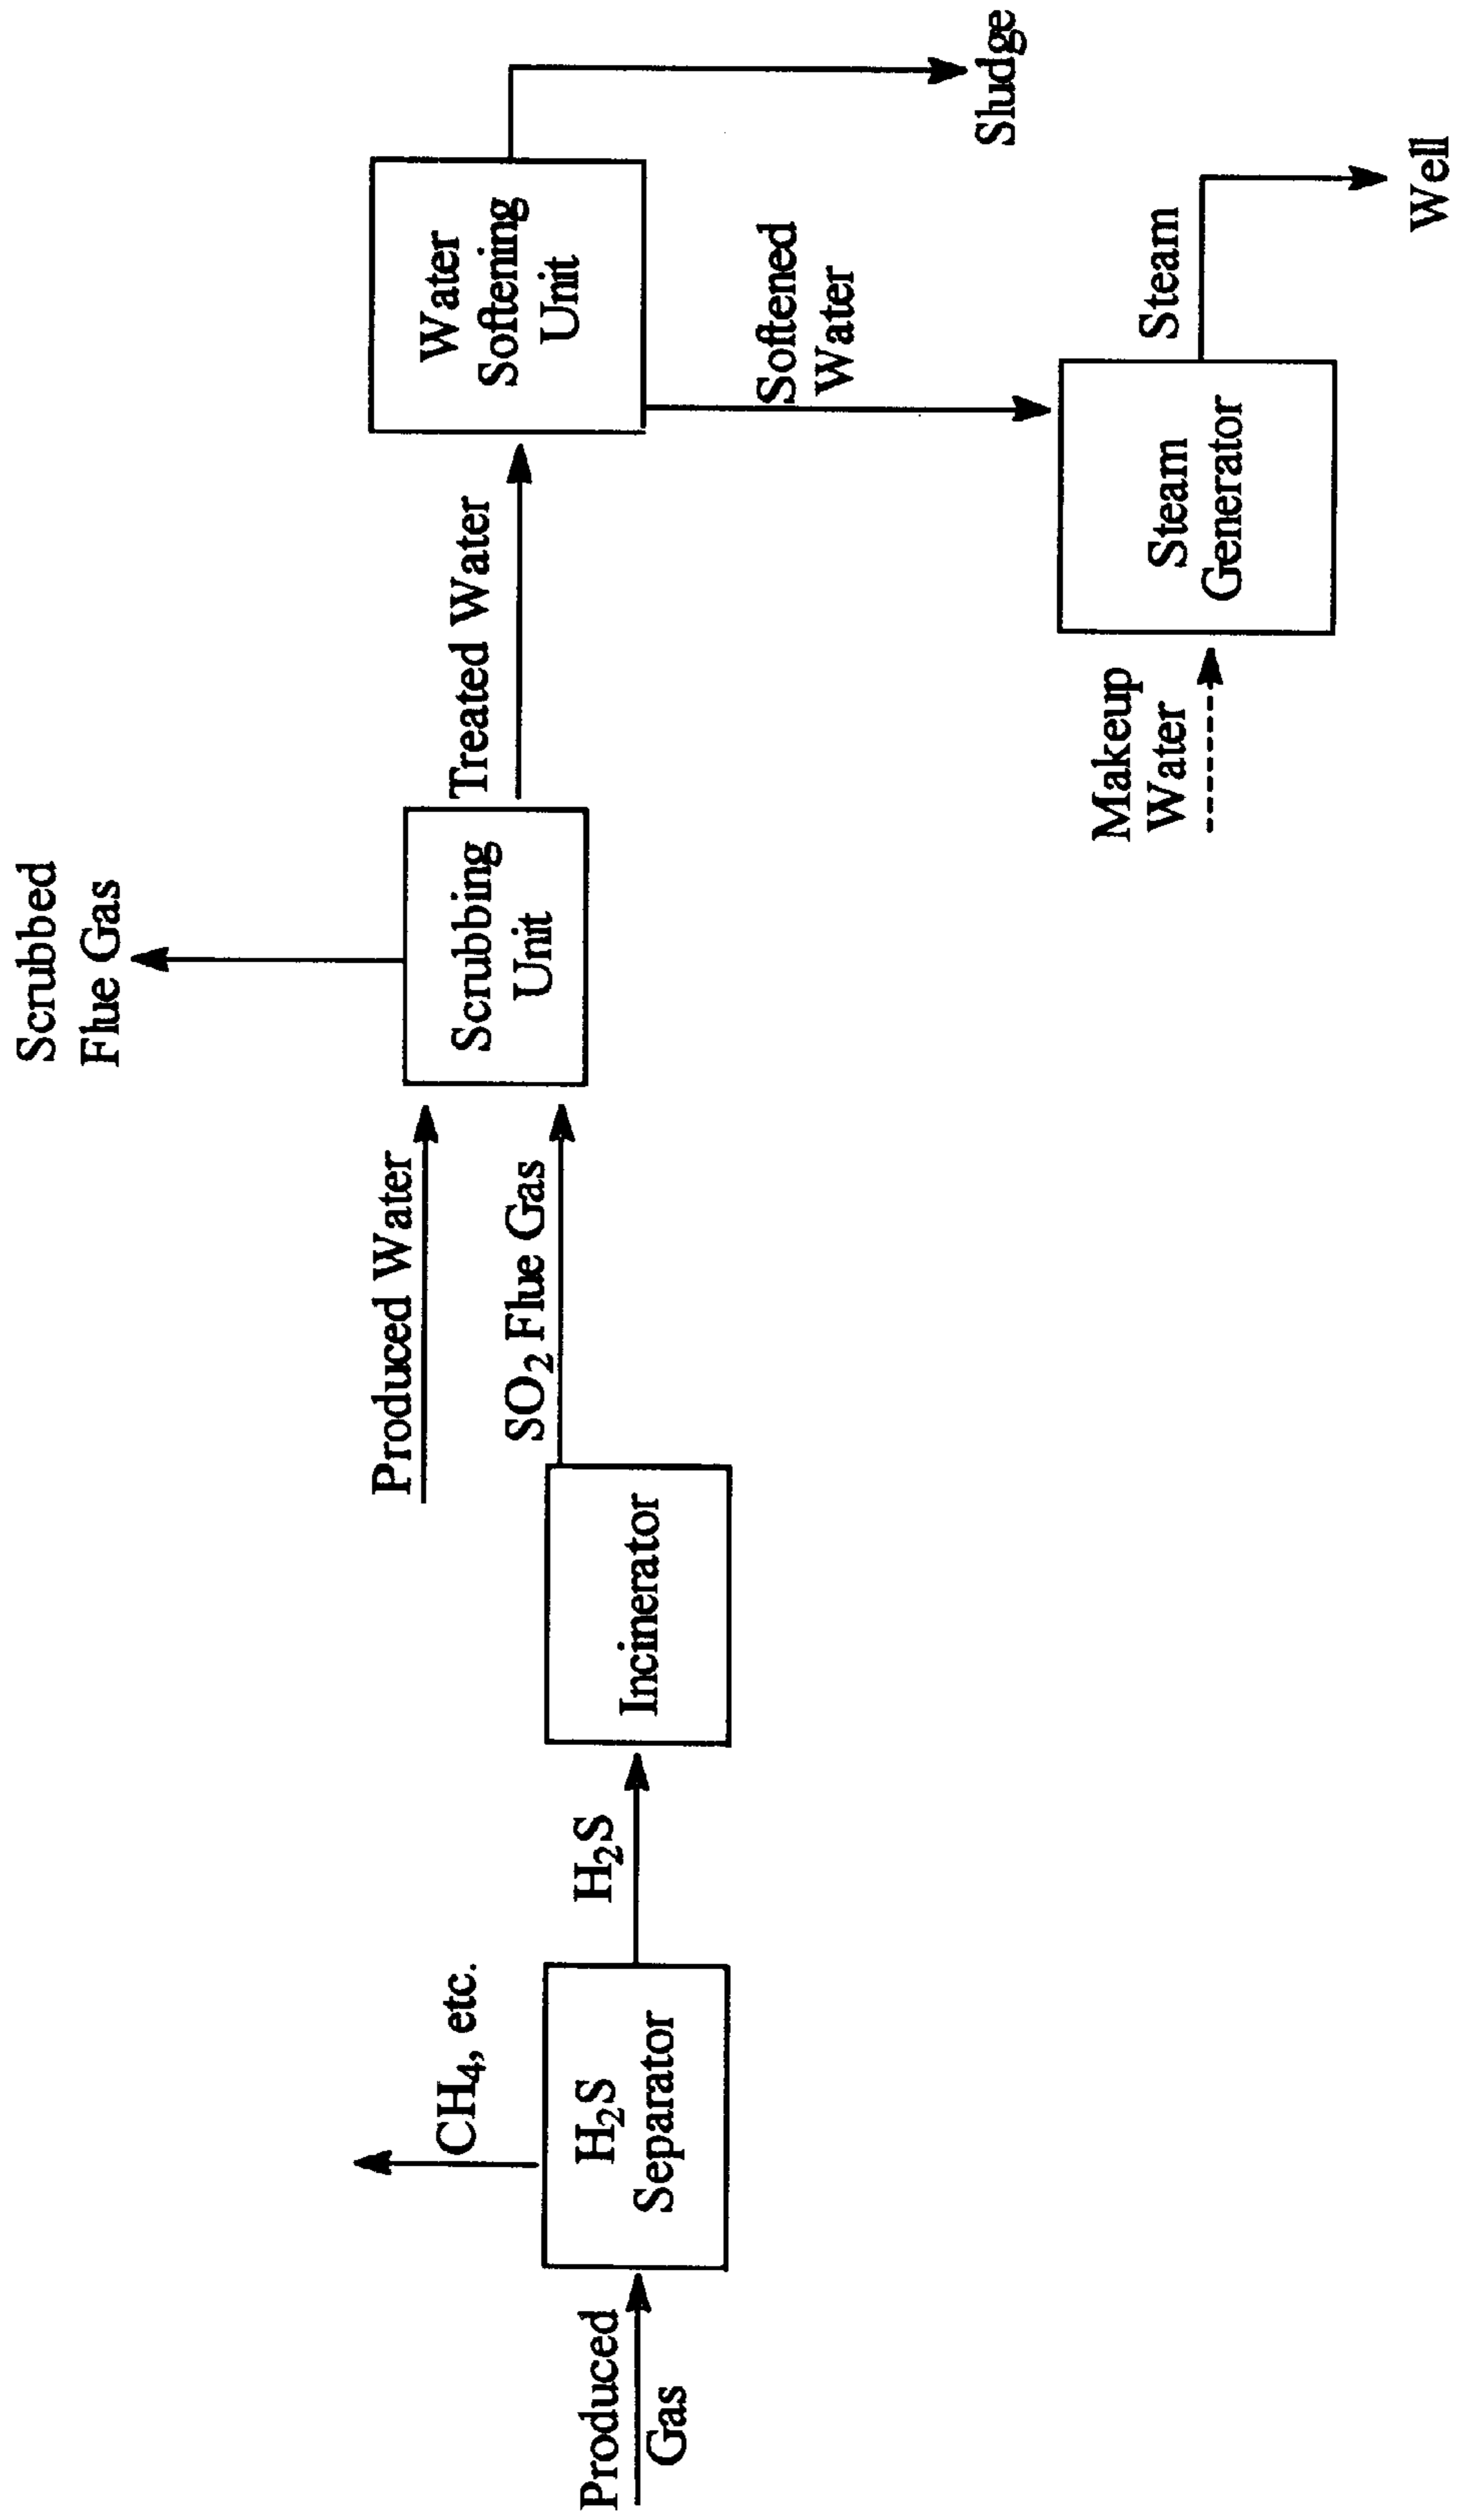 Produced
Gas
CH4, etc.
H2S
Separator
H2S
Incinerator
Produced Water
SO2 Flue Gas
Scrubbed
Flue Gas
Scrubbing
Unit
Treated Water
Water
Softening
Unit
Sludge
Softened
Water
Makeup
Water
Steam
Generator
Steam
Well